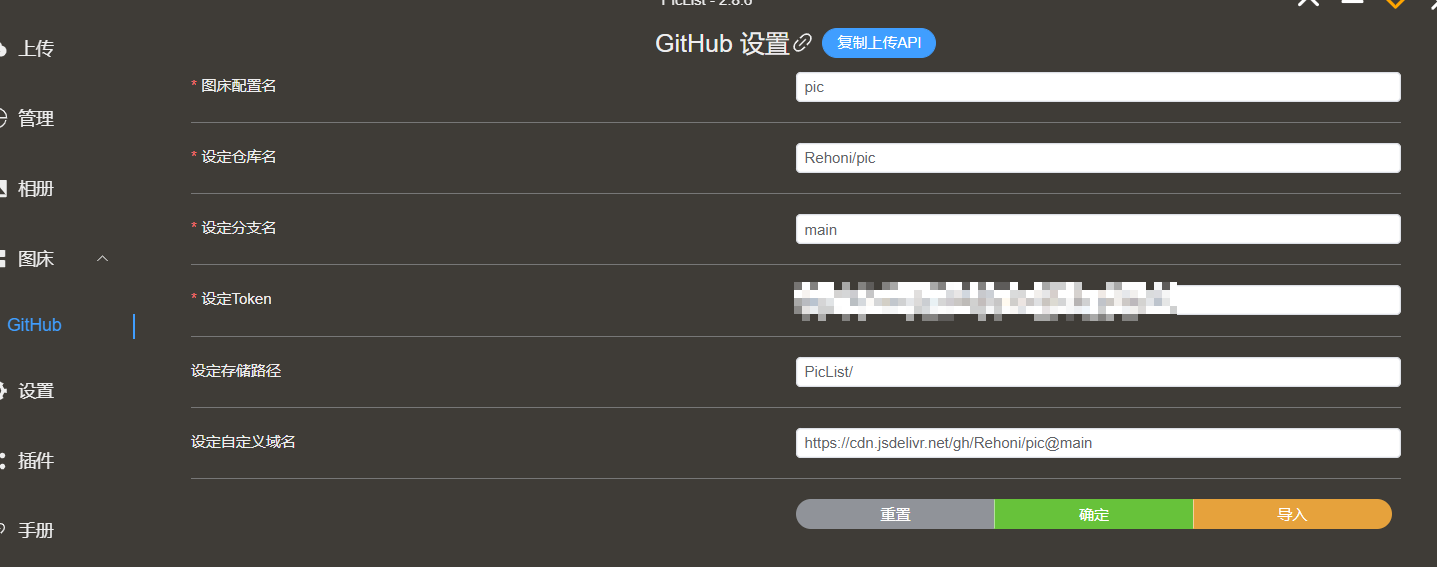 PicList - 2.8.6
GitHub 设置
复制上传API
上传
管理
相册
图床
GitHub
设置
插件
手册
* 图床配置名
pic
* 设定仓库名
Rehoni/pic
* 设定分支名
main
* 设定Token
设定存储路径
PicList/
设定自定义域名
https://cdn.jsdelivr.net/gh/Rehoni/pic@main
重置
确定
导入